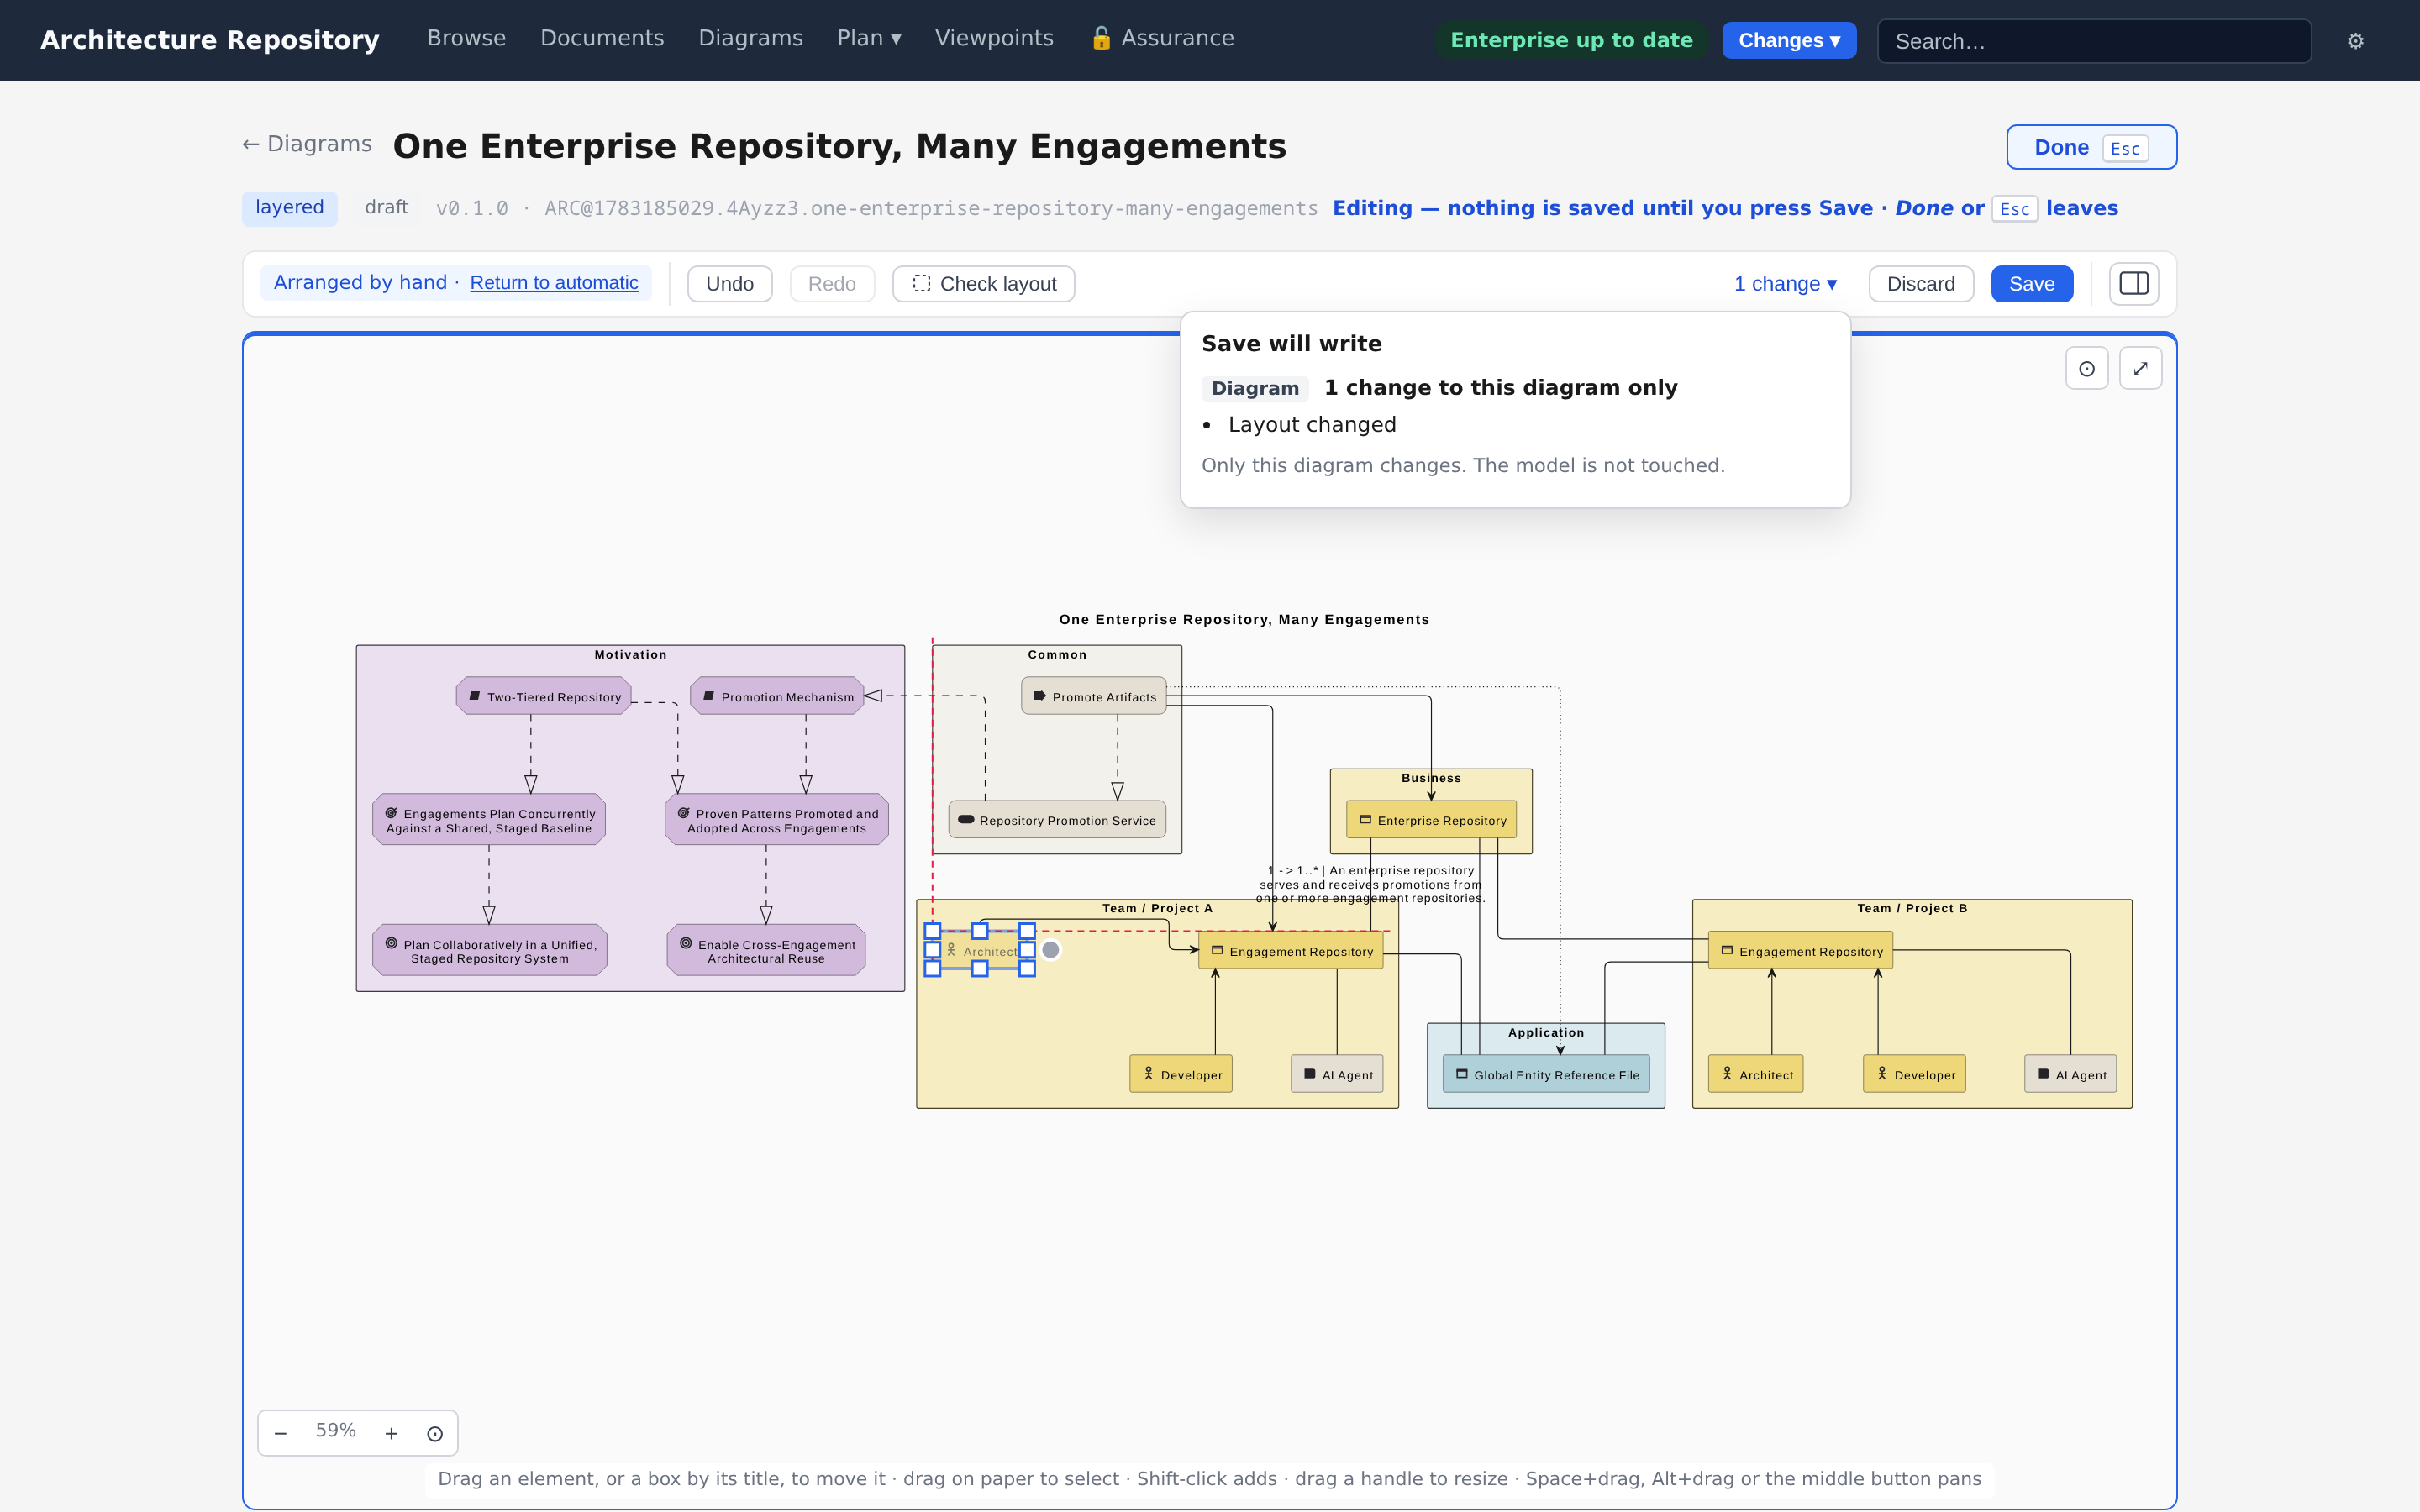 Architecture Repository Browse Documents Diagrams Plan ▾ Viewpoints 🔓 Assurance Enterprise up to date Changes ▾ Search… ⚙
← Diagrams One Enterprise Repository, Many Engagements Done Esc
layered draft v0.1.0 · ARC@1783185029.4Ayzz3.one-enterprise-repository-many-engagements Editing — nothing is saved until you press Save · Done or Esc leaves
Arranged by hand · Return to automatic Undo Redo Check layout 1 change ▾ Discard Save
Save will write
Diagram 1 change to this diagram only
• Layout changed
Only this diagram changes. The model is not touched.
One Enterprise Repository, Many Engagements
Motivation
Two-Tiered Repository
Promotion Mechanism
Engagements Plan Concurrently
Against a Shared, Staged Baseline
Proven Patterns Promoted and
Adopted Across Engagements
Plan Collaboratively in a Unified,
Staged Repository System
Enable Cross-Engagement
Architectural Reuse
Common
Promote Artifacts
Repository Promotion Service
Business
Enterprise Repository
1 -> 1..* | An enterprise repository
serves and receives promotions from
one or more engagement repositories.
Team / Project A
Architect
Engagement Repository
Developer
AI Agent
Application
Global Entity Reference File
Team / Project B
Engagement Repository
Architect
Developer
AI Agent
− 59% +
Drag an element, or a box by its title, to move it · drag on paper to select · Shift-click adds · drag a handle to resize · Space+drag, Alt+drag or the middle button pans